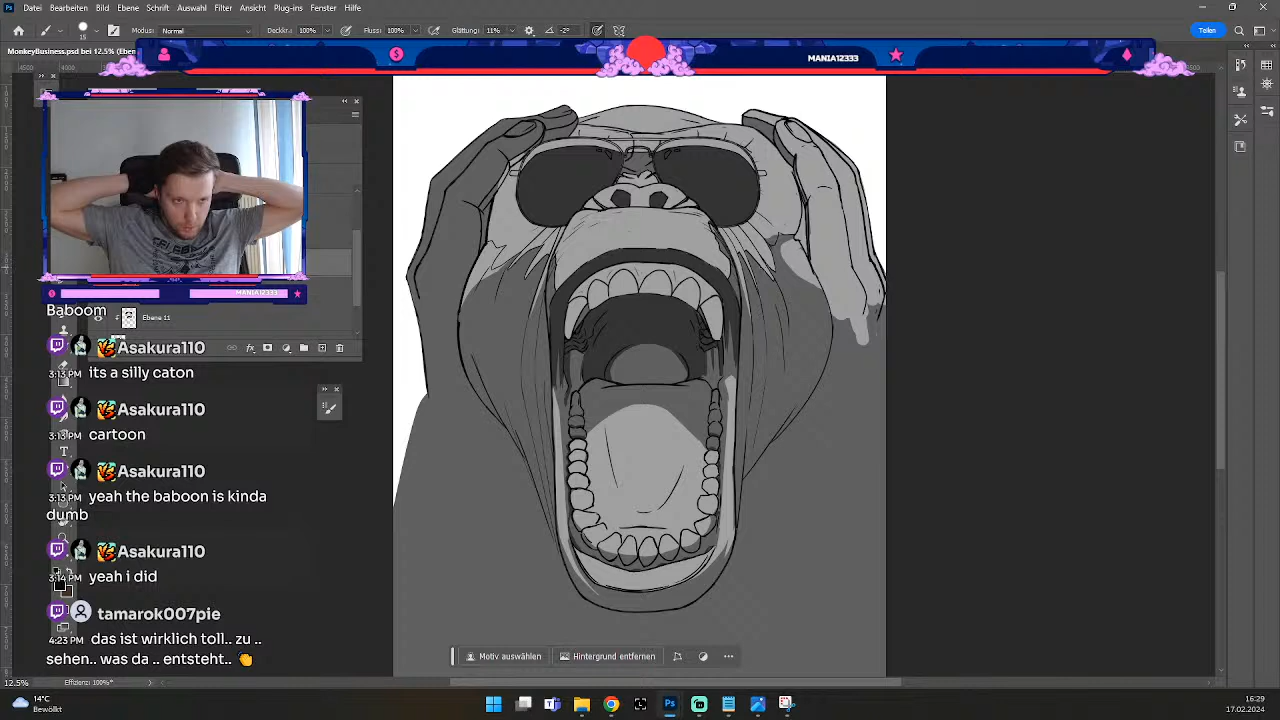 Datei Bearbeiten Bild Ebene Schrift Auswahl Filter Ansicht Plug-ins Fenster Hilfe
Modus: Normal Deckkr.: 100% Fluss: 100% Glättung: 11% -29° Teilen
MonkeyBusiness.psd bei 12.5% (Eben
MANIA12333
MANIA12333
Baboom
Ebene 11
Asakura110
3:13 PM its a silly caton
Asakura110
3:13 PM cartoon
Asakura110
3:13 PM yeah the baboon is kinda
dumb
Asakura110
3:14 PM yeah i did
tamarok007pie
4:23 PM das ist wirklich toll.. zu ..
sehen.. was da .. entsteht.. 👏
Motiv auswählen Hintergrund entfernen
12.5% Effizienz: 100%
14°C
Bewölkt
16:29
17.02.2024